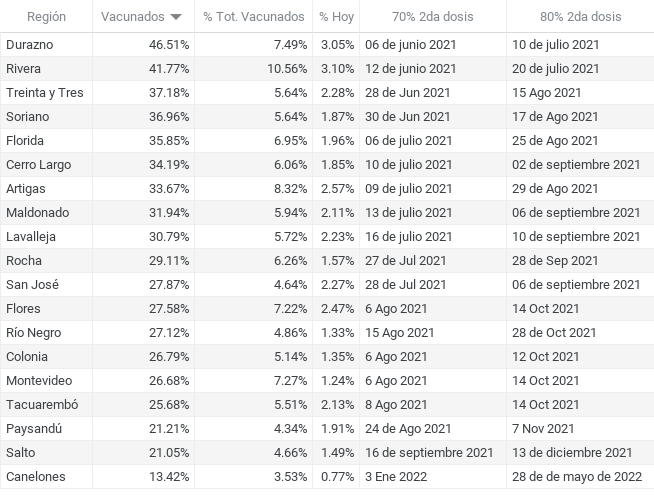 Región Vacunados % Tot. Vacunados % Hoy 70% 2da dosis 80% 2da dosis
Durazno 46.51% 7.49% 3.05% 06 de junio 2021 10 de julio 2021
Rivera 41.77% 10.56% 3.10% 12 de junio 2021 20 de julio 2021
Treinta y Tres 37.18% 5.64% 2.28% 28 de Jun 2021 15 Ago 2021
Soriano 36.96% 5.64% 1.87% 30 de Jun 2021 17 de Ago 2021
Florida 35.85% 6.95% 1.96% 06 de julio 2021 25 de Ago 2021
Cerro Largo 34.19% 6.06% 1.85% 10 de julio 2021 02 de septiembre 2021
Artigas 33.67% 8.32% 2.57% 09 de julio 2021 29 de Ago 2021
Maldonado 31.94% 5.94% 2.11% 13 de julio 2021 06 de septiembre 2021
Lavalleja 30.79% 5.72% 2.23% 16 de julio 2021 10 de septiembre 2021
Rocha 29.11% 6.26% 1.57% 27 de Jul 2021 28 de Sep 2021
San José 27.87% 4.64% 2.27% 28 de Jul 2021 06 de septiembre 2021
Flores 27.58% 7.22% 2.47% 6 Ago 2021 14 Oct 2021
Río Negro 27.12% 4.86% 1.33% 15 Ago 2021 28 de Oct 2021
Colonia 26.79% 5.14% 1.35% 6 Ago 2021 12 Oct 2021
Montevideo 26.68% 7.27% 1.24% 6 Ago 2021 14 Oct 2021
Tacuarembó 25.68% 5.51% 2.13% 8 Ago 2021 14 Oct 2021
Paysandú 21.21% 4.34% 1.91% 24 de Ago 2021 7 Nov 2021
Salto 21.05% 4.66% 1.49% 16 de septiembre 2021 13 de diciembre 2021
Canelones 13.42% 3.53% 0.77% 3 Ene 2022 28 de de mayo de 2022